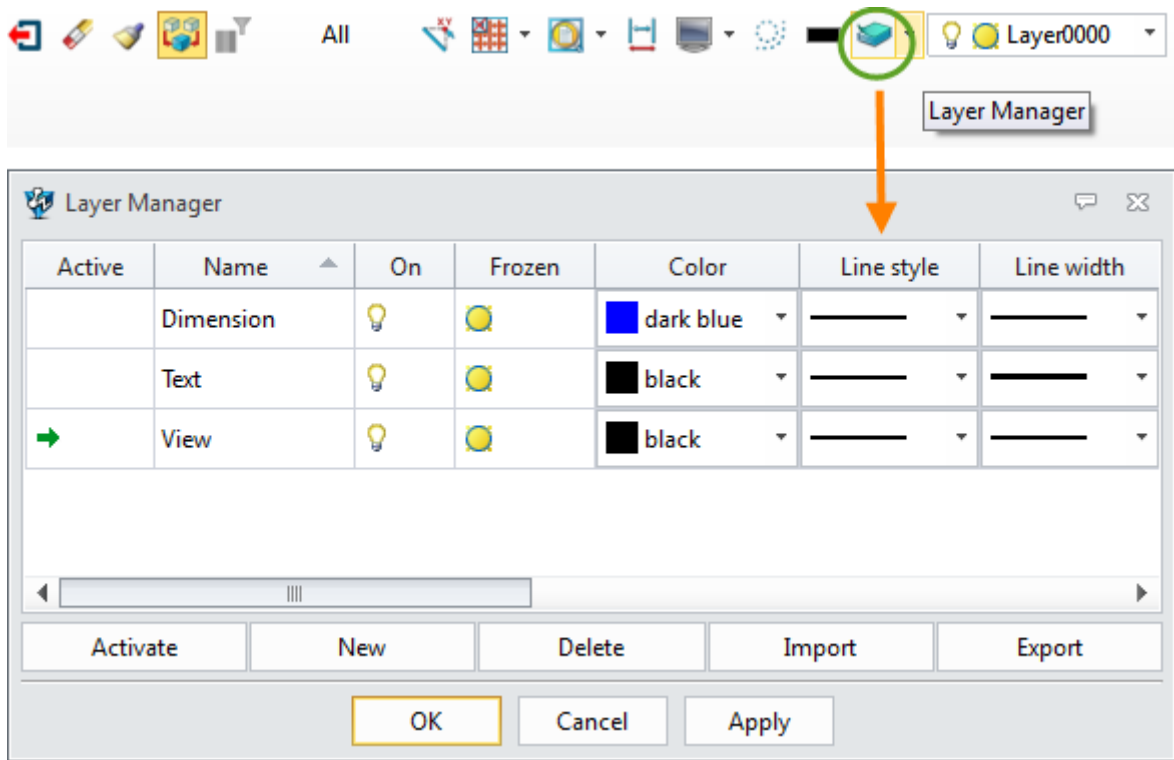 All
XY
Layer0000
Layer Manager
Layer Manager
Active Name On Frozen Color Line style Line width
Dimension dark blue
Text black
View black
Activate New Delete Import Export
OK Cancel Apply